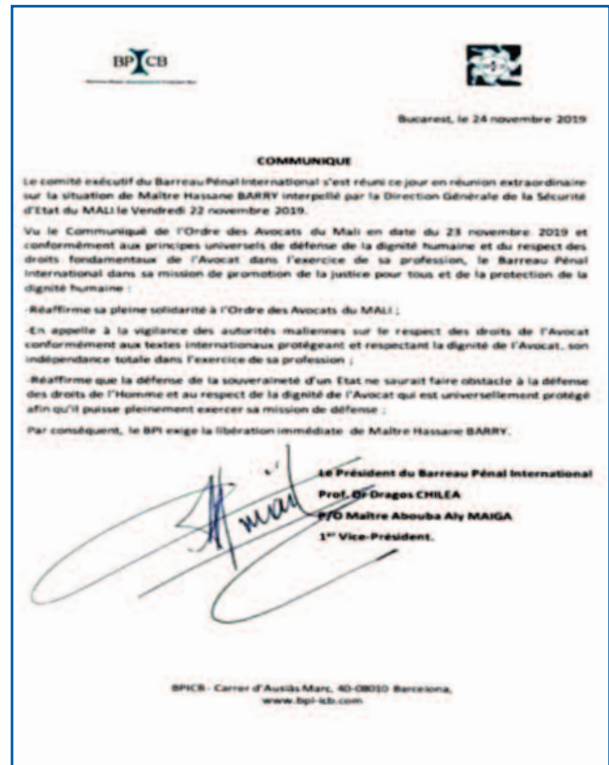 BPICB
Bucarest, le 24 novembre 2019
COMMUNIQUE
Le comité exécutif du Barreau Pénal International s'est réuni ce jour en réunion extraordinaire
sur la situation de Maître Hassane BARRY interpellé par la Direction Générale de la Sécurité
d'Etat du MALI le Vendredi 22 novembre 2019.
Vu le Communiqué de l'Ordre des Avocats du Mali en date du 23 novembre 2019 et
conformément aux principes universels de défense de la dignité humaine et du respect des
droits fondamentaux de l'Avocat dans l'exercice de sa profession, le Barreau Pénal
International dans sa mission de promotion de la justice pour tous et de la protection de la
dignité humaine :
-Réaffirme sa pleine solidarité à l'Ordre des Avocats du MALI ;
-En appelle à la vigilance des autorités maliennes sur le respect des droits de l'Avocat
conformément aux textes internationaux protégeant et respectant la dignité de l'Avocat, son
indépendance totale dans l'exercice de sa profession ;
-Réaffirme que la défense de la souveraineté d'un Etat ne saurait faire obstacle à la défense
des droits de l'Homme et au respect de la dignité de l'Avocat qui est universellement protégé
afin qu'il puisse pleinement exercer sa mission de défense ;
Par conséquent, le BPI exige la libération immédiate de Maître Hassane BARRY.
Le Président du Barreau Pénal International
Prof. Dr Dragos CHILEA
P/O Maître Abouba Aly MAIGA
1er Vice-Président.
BPICB - Carrer d'Ausiàs Marc, 40-08010 Barcelona,
www.bpi-icb.com